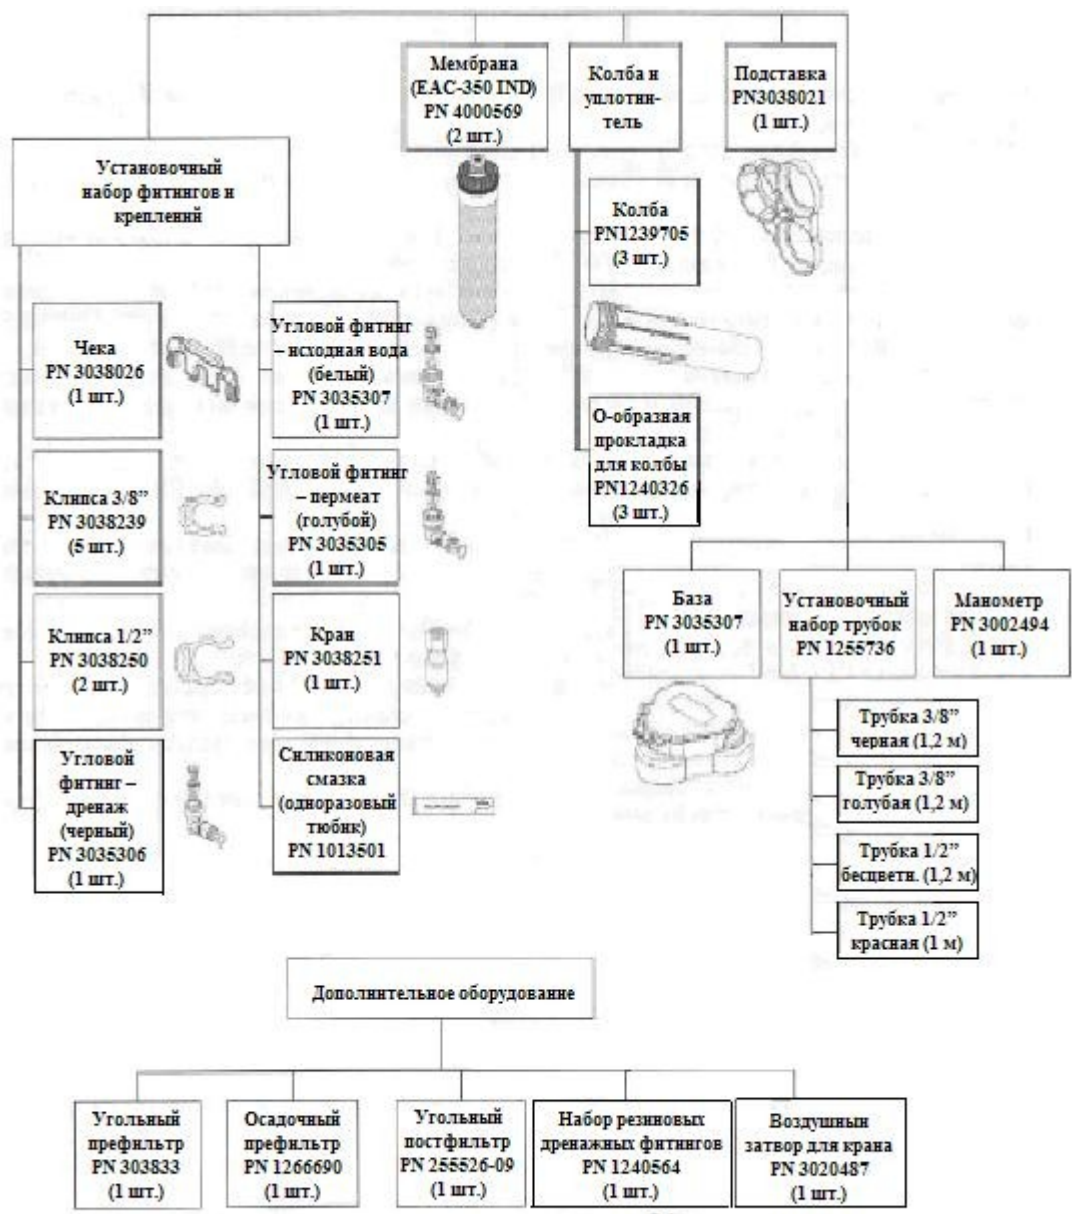 Мембрана
(EAC-350 IND)
PN 4000569
(2 шт.)
Колба и
уплотни-
тель
Подставка
PN3038021
(1 шт.)
Установочный
набор фитингов и
креплений
Колба
PN1239705
(3 шт.)
Чека
PN 3038026
(1 шт.)
Угловой фитинг
– исходная вода
(белый)
PN 3035307
(1 шт.)
О-образная
прокладка
для колбы
PN1240326
(3 шт.)
Клипса 3/8”
PN 3038239
(5 шт.)
Угловой фитинг
– пермеат
(голубой)
PN 3035305
(1 шт.)
База
PN 3035307
(1 шт.)
Установочный
набор трубок
PN 1255736
Манометр
PN 3002494
(1 шт.)
Клипса 1/2”
PN 3038250
(2 шт.)
Кран
PN 3038251
(1 шт.)
Трубка 3/8”
черная (1,2 м)
Трубка 3/8”
голубая (1,2 м)
Трубка 1/2”
бесцветн. (1,2 м)
Трубка 1/2”
красная (1 м)
Угловой
фитинг –
дренаж
(черный)
PN 3035306
(1 шт.)
Силиконовая
смазка
(одноразовый
тюбик)
PN 1013501
Дополнительное оборудование
Угольный
префильтр
PN 303833
(1 шт.)
Осадочный
префильтр
PN 1266690
(1 шт.)
Угольный
постфильтр
PN 255526-09
(1 шт.)
Набор резиновых
дренажных фитингов
PN 1240564
(1 шт.)
Воздушный
затвор для крана
PN 3020487
(1 шт.)